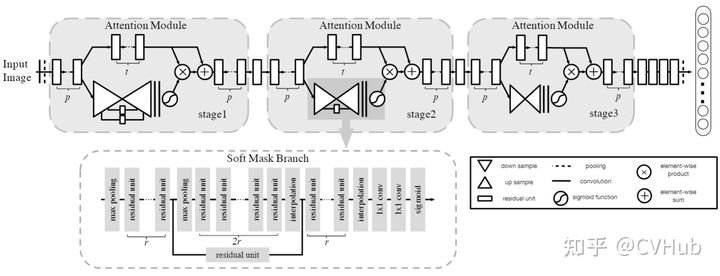 Attention Module
Attention Module
Attention Module
Input
Image
p
t
p
stage1
p
t
p
stage2
p
t
p
stage3
Soft Mask Branch
max pooling
residual unit
residual unit
max pooling
residual unit
residual unit
residual unit
residual unit
interpolation
residual unit
residual unit
interpolation
1x1 conv
1x1 conv
sigmoid
r
2r
r
residual unit
down sample
pooling
element-wise
product
up sample
convolution
residual unit
sigmoid function
element-wise
sum
知乎 @CVHub